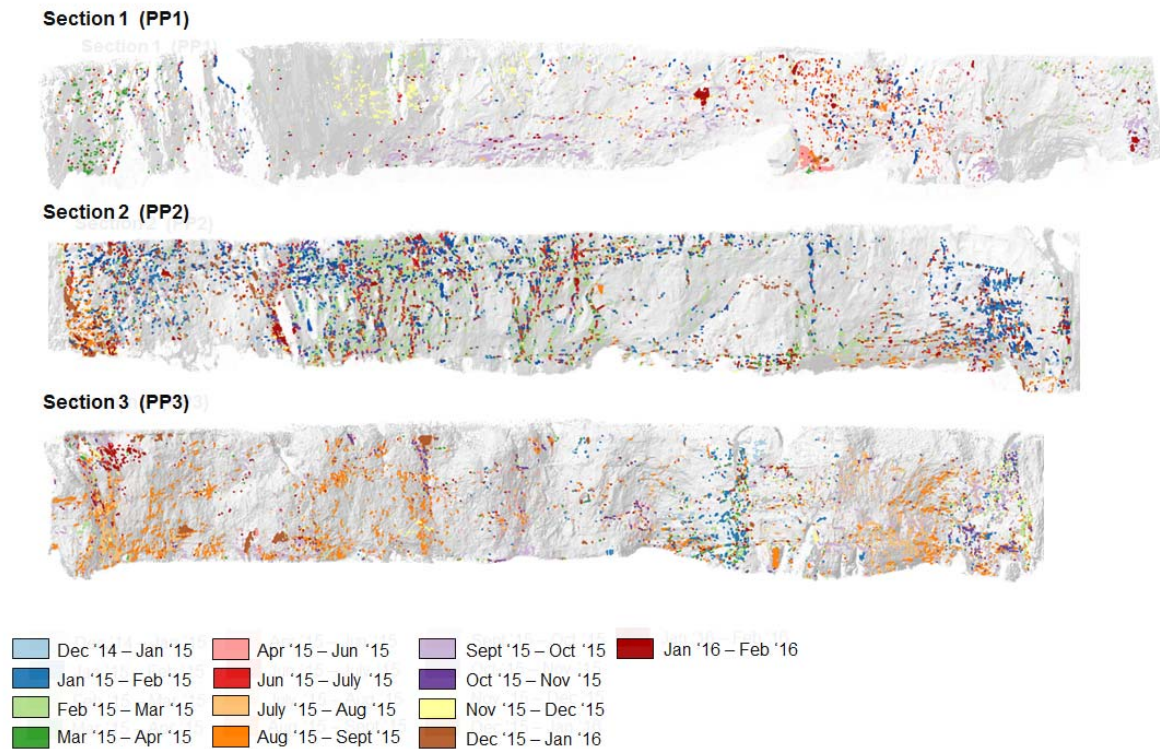 Section 1 (PP1)
Section 2 (PP2)
Section 3 (PP3)
Dec ‘14 – Jan ‘15
Jan ‘15 – Feb ‘15
Feb ‘15 – Mar ‘15
Mar ‘15 – Apr ‘15
Apr ‘15 – Jun ‘15
Jun ‘15 – July ‘15
July ‘15 – Aug ‘15
Aug ‘15 – Sept ‘15
Sept ‘15 – Oct ‘15
Oct ‘15 – Nov ‘15
Nov ‘15 – Dec ‘15
Dec ‘15 – Jan ‘16
Jan ‘16 – Feb ‘16